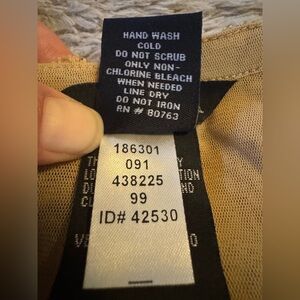 HAND WASH
COLD
DO NOT SCRUB
ONLY NON-
CHLORINE BLEACH
WHEN NEEDED
LINE DRY
DO NOT IRON
RN # 80763
186301
091
438225
99
ID# 42530